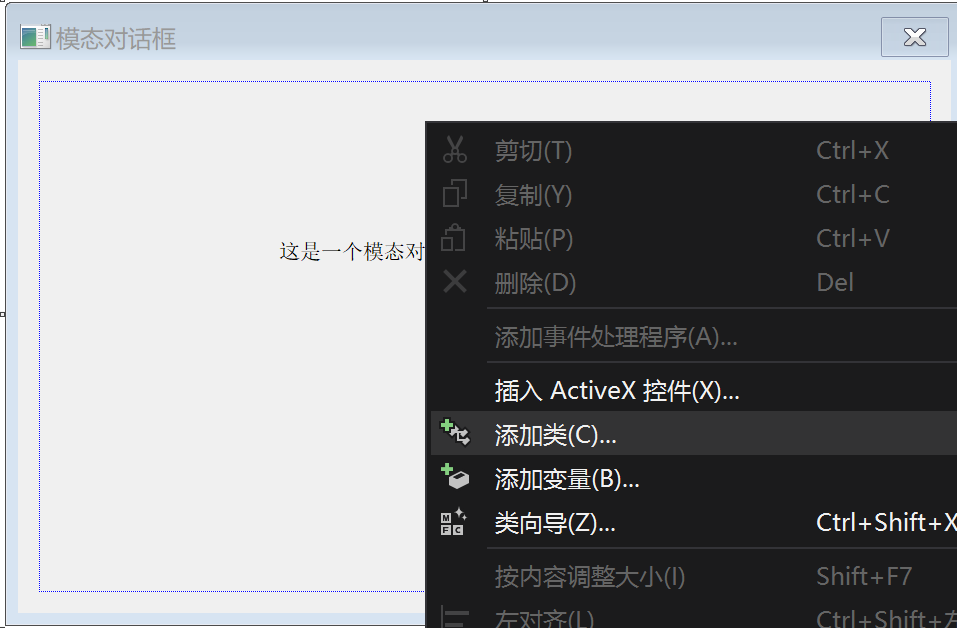 模态对话框
这是一个模态对
剪切(T) Ctrl+X
复制(Y) Ctrl+C
粘贴(P) Ctrl+V
删除(D) Del
添加事件处理程序(A)...
插入 ActiveX 控件(X)...
添加类(C)...
添加变量(B)...
类向导(Z)... Ctrl+Shift+X
按内容调整大小(I) Shift+F7
左对齐(L) Ctrl+Shift+左